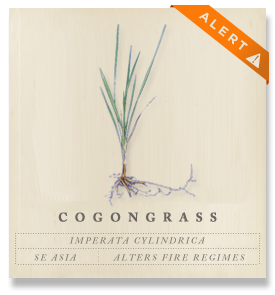 ALERT
COGONGRASS
IMPERATA CYLINDRICA
SE ASIA ALTERS FIRE REGIMES